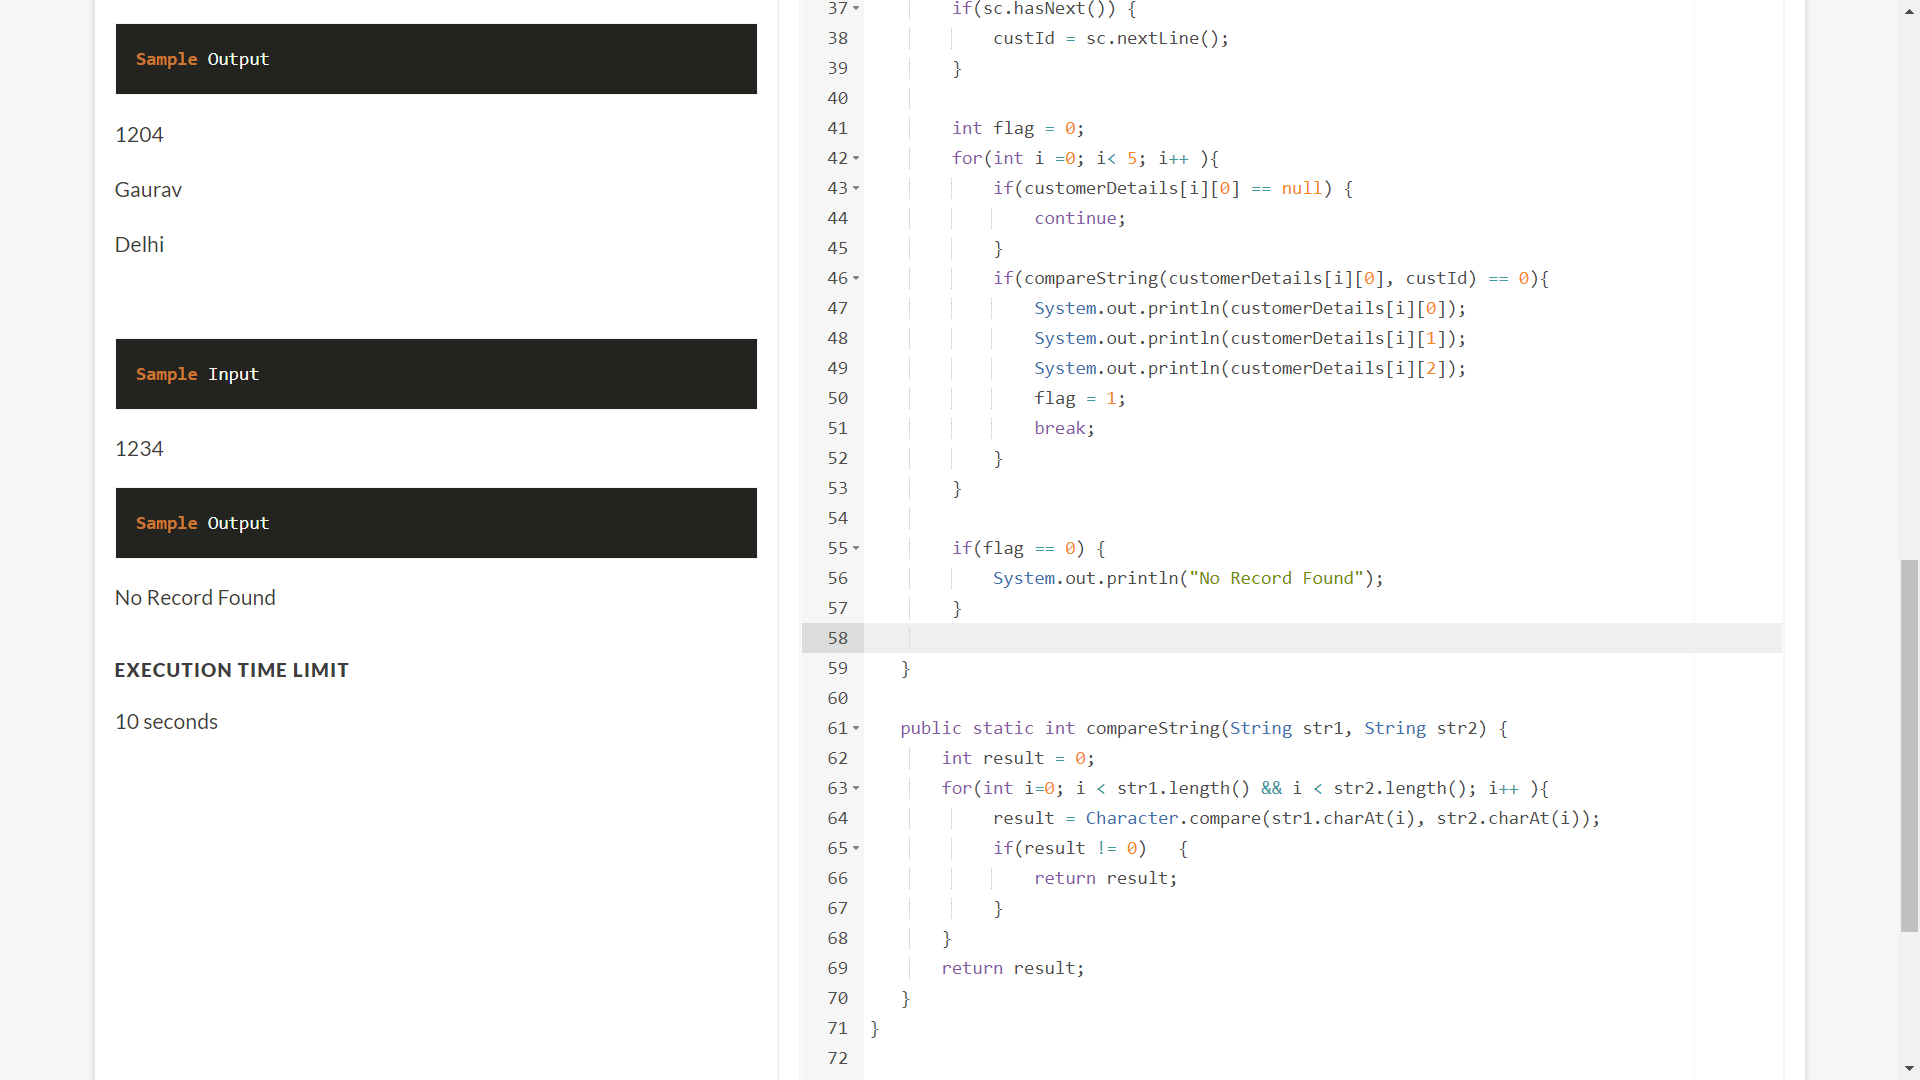 Sample Output
1204
Gaurav
Delhi
Sample Input
1234
Sample Output
No Record Found
EXECUTION TIME LIMIT
10 seconds
37 if(sc.hasNext()) {
38 custId = sc.nextLine();
39 }
40
41 int flag = 0;
42 for(int i =0; i< 5; i++ ){
43 if(customerDetails[i][0] == null) {
44 continue;
45 }
46 if(compareString(customerDetails[i][0], custId) == 0){
47 System.out.println(customerDetails[i][0]);
48 System.out.println(customerDetails[i][1]);
49 System.out.println(customerDetails[i][2]);
50 flag = 1;
51 break;
52 }
53 }
54
55 if(flag == 0) {
56 System.out.println("No Record Found");
57 }
58
59 }
60
61 public static int compareString(String str1, String str2) {
62 int result = 0;
63 for(int i=0; i < str1.length() && i < str2.length(); i++ ){
64 result = Character.compare(str1.charAt(i), str2.charAt(i));
65 if(result != 0)   {
66 return result;
67 }
68 }
69 return result;
70 }
71 }
72